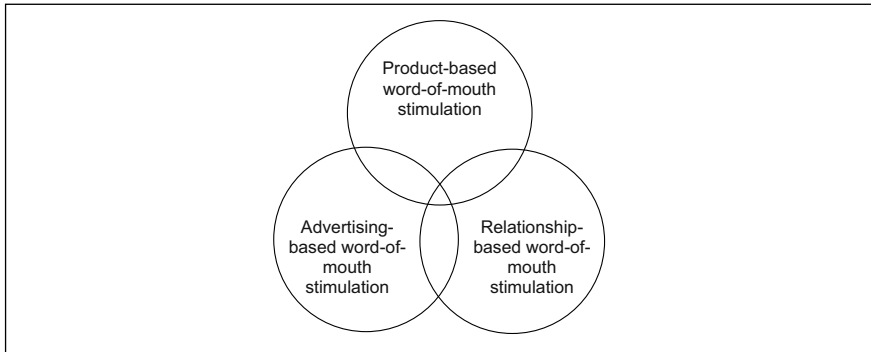 Product-based
word-of-mouth
stimulation
Advertising-
based word-of-
mouth
stimulation
Relationship-
based word-of-
mouth
stimulation